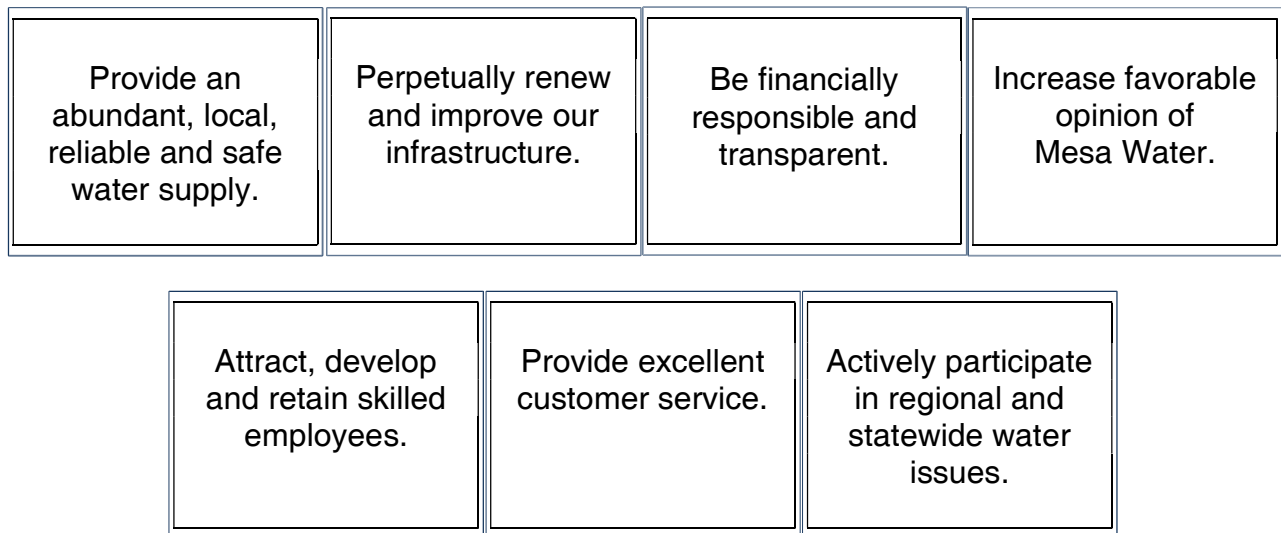 Provide an
abundant, local,
reliable and safe
water supply.
Perpetually renew
and improve our
infrastructure.
Be financially
responsible and
transparent.
Increase favorable
opinion of
Mesa Water.
Attract, develop
and retain skilled
employees.
Provide excellent
customer service.
Actively participate
in regional and
statewide water
issues.